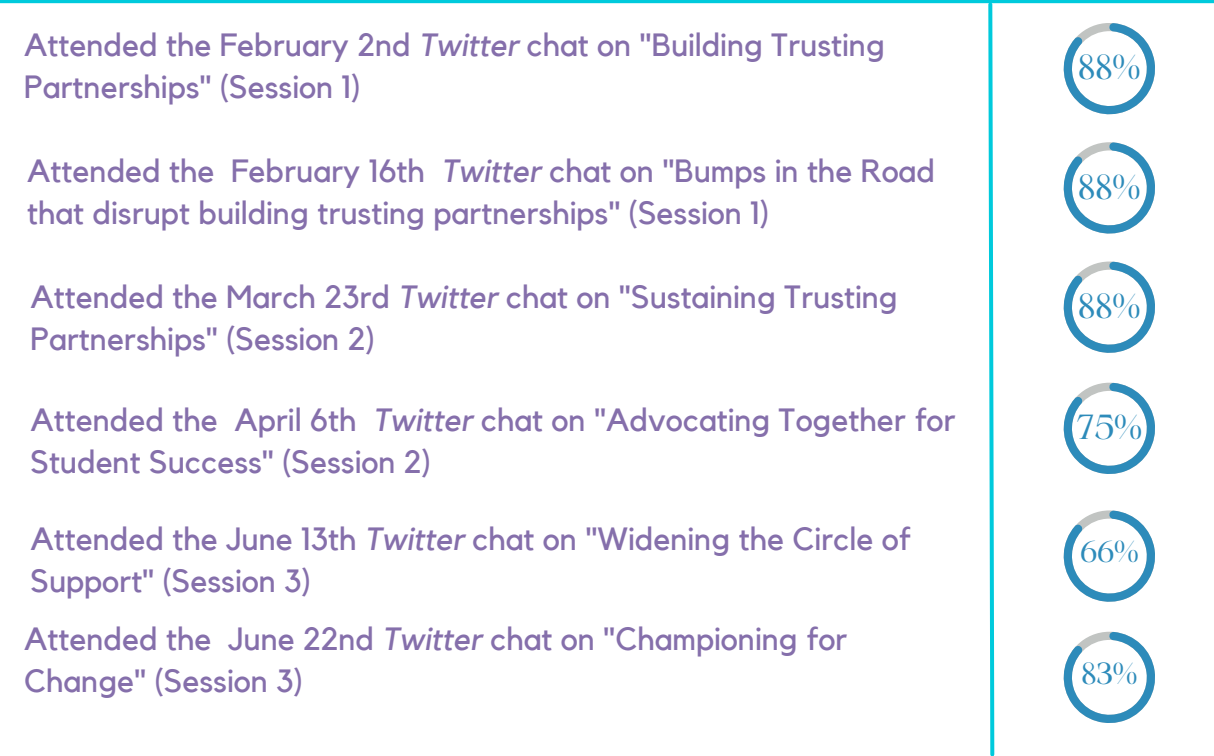 Attended the February 2nd Twitter chat on "Building Trusting
Partnerships" (Session 1)
88%
Attended the  February 16th  Twitter chat on "Bumps in the Road
that disrupt building trusting partnerships" (Session 1)
88%
Attended the March 23rd Twitter chat on "Sustaining Trusting
Partnerships" (Session 2)
88%
Attended the  April 6th  Twitter chat on "Advocating Together for
Student Success" (Session 2)
75%
Attended the June 13th Twitter chat on "Widening the Circle of
Support" (Session 3)
66%
Attended the  June 22nd Twitter chat on "Championing for
Change" (Session 3)
83%